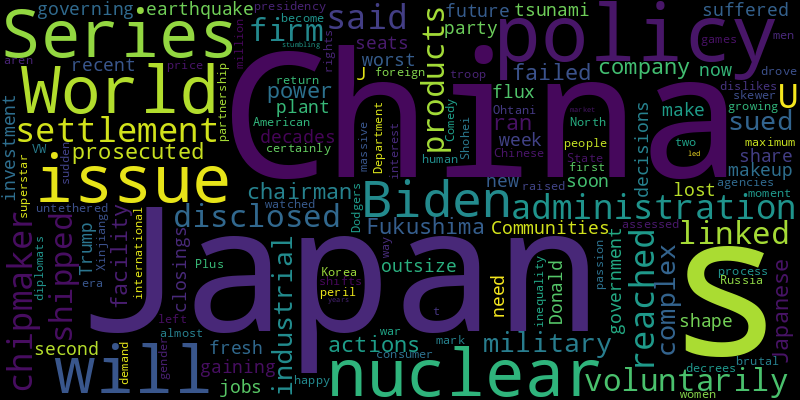 governing
earthquake
become
presidency
said
future
tsunami
suffered
Series
firm
million
rights
seats
party
games
men
aren
recent
price
troop
China
policy
stumbling
worst
failed
company
now
drove
World
partnership
return
foreign
J
products
flux
share
dislikes
skewer
U
investment
power
plant
American
Department
Comedy
Shohei
Ohtani
ran
North
market
decisions
make
growing
settlement
decades
certainly
massive
interest
week
Chinese
people
State
two
sued
maximum
VW
sudden
prosecuted
human
first
led
makeup
superstar
issue
chairman
Dodgers
new
raised
soon
lost
agencies
moment
untethered
disclosed
watched
Biden
administration
chipmaker
shipped
Trump
Xinjiang
facility
international
closings
Fukushima
Communities
assessed
linked
diplomats
era
Plus
industrial
Korea
way
outsize
need
inequality
Donald
passion
government
reached
complex
process
Russia
Japanese
Japan
shifts
peril
years
S
left
t
war
mark
actions
military
shape
second
demand
almost
gender
fresh
gaining
consumer
brutal
will
jobs
happy
nuclear
voluntarily
decrees
women